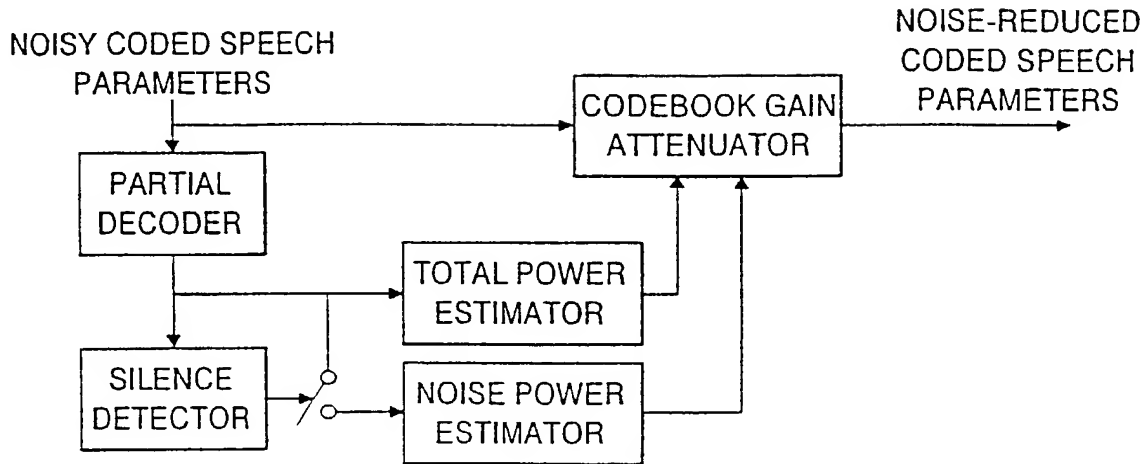 NOISY CODED SPEECH
PARAMETERS
NOISE-REDUCED
CODED SPEECH
PARAMETERS
CODEBOOK GAIN
ATTENUATOR
PARTIAL
DECODER
TOTAL POWER
ESTIMATOR
SILENCE
DETECTOR
NOISE POWER
ESTIMATOR